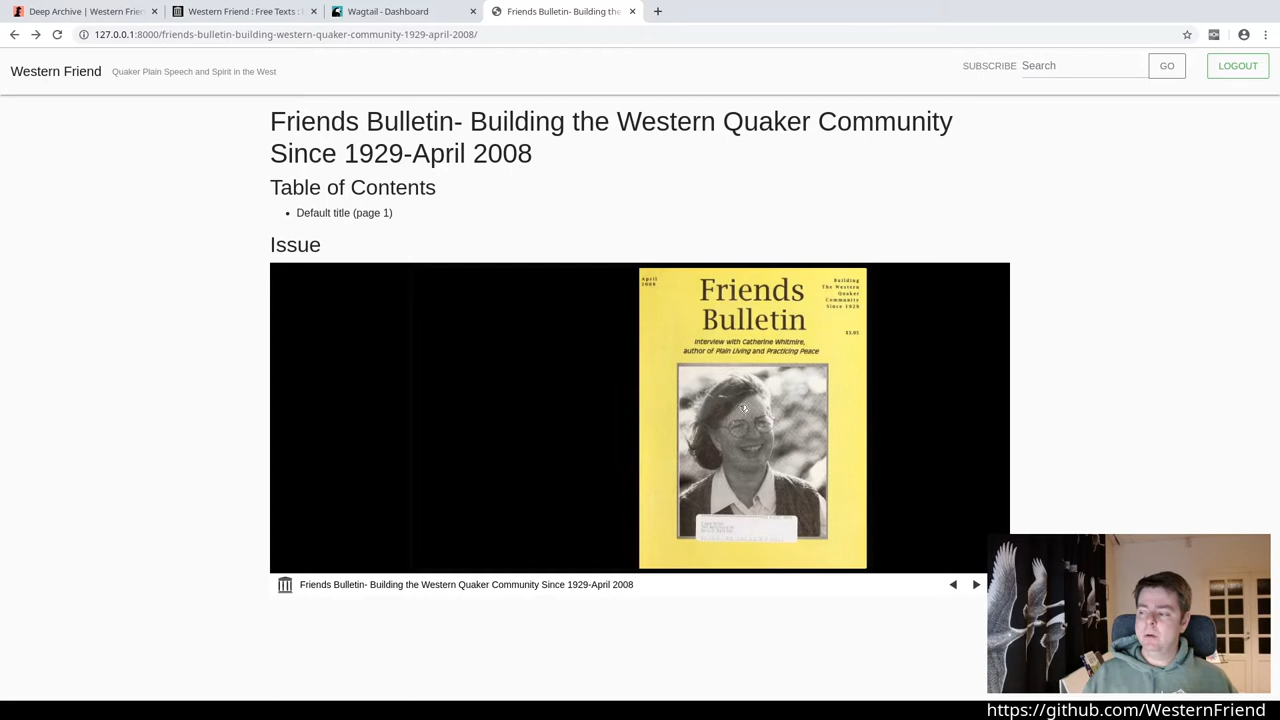 Deep Archive | Western Frien
Western Friend : Free Texts :
Wagtail - Dashboard
Friends Bulletin- Building the
127.0.0.1:8000/friends-bulletin-building-western-quaker-community-1929-april-2008/
Western Friend Quaker Plain Speech and Spirit in the West
SUBSCRIBE Search GO LOGOUT
Friends Bulletin- Building the Western Quaker Community
Since 1929-April 2008
Table of Contents
• Default title (page 1)
Issue
April
2008
Friends
Bulletin
Building
The Western
Quaker
Community
Since 1929
$3.95
Interview with Catherine Whitmire,
author of Plain Living and Practicing Peace
Friends Bulletin- Building the Western Quaker Community Since 1929-April 2008
https://github.com/WesternFriend